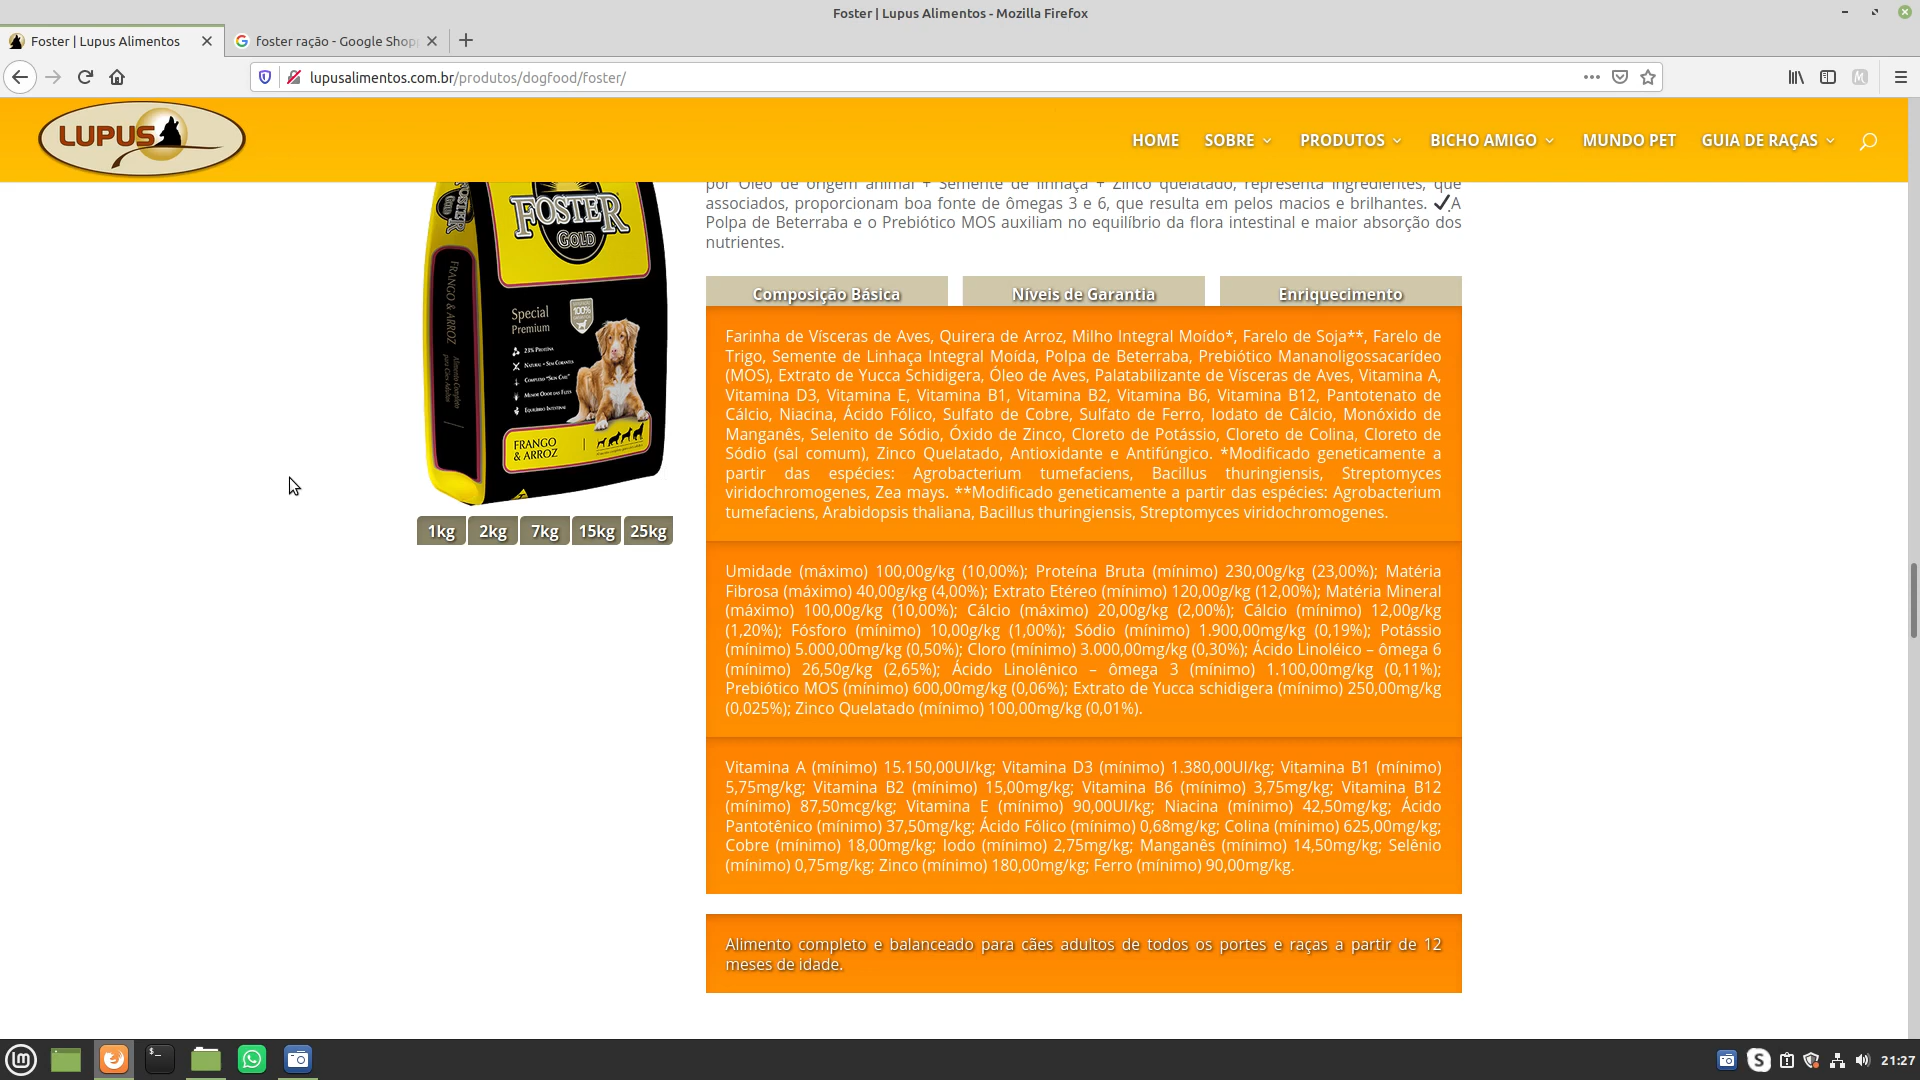 Foster | Lupus Alimentos - Mozilla Firefox
Foster | Lupus Alimentos
foster ração - Google Shop
lupusalimentos.com.br/produtos/dogfood/foster/
LUPUS
HOME SOBRE PRODUTOS BICHO AMIGO MUNDO PET GUIA DE RAÇAS
por Óleo de origem animal + Semente de linhaça + Zinco quelatado, representa ingredientes, que
associados, proporcionam boa fonte de ômegas 3 e 6, que resulta em pelos macios e brilhantes. ✔A
Polpa de Beterraba e o Prebiótico MOS auxiliam no equilíbrio da flora intestinal e maior absorção dos
nutrientes.
FOSTER
GOLD
FOSTER
FRANGO & ARROZ
Special
Premium
100%
23% Proteína
Natural - Sem Corantes
Complexo "Skin Care"
Menor Odor das Fezes
Equilíbrio Intestinal
FRANGO
& ARROZ
1kg 2kg 7kg 15kg 25kg
Composição Básica Níveis de Garantia Enriquecimento
Farinha de Vísceras de Aves, Quirera de Arroz, Milho Integral Moído*, Farelo de Soja**, Farelo de
Trigo, Semente de Linhaça Integral Moída, Polpa de Beterraba, Prebiótico Mananoligossacarídeo
(MOS), Extrato de Yucca Schidigera, Óleo de Aves, Palatabilizante de Vísceras de Aves, Vitamina A,
Vitamina D3, Vitamina E, Vitamina B1, Vitamina B2, Vitamina B6, Vitamina B12, Pantotenato de
Cálcio, Niacina, Ácido Fólico, Sulfato de Cobre, Sulfato de Ferro, Iodato de Cálcio, Monóxido de
Manganês, Selenito de Sódio, Óxido de Zinco, Cloreto de Potássio, Cloreto de Colina, Cloreto de
Sódio (sal comum), Zinco Quelatado, Antioxidante e Antifúngico. *Modificado geneticamente a
partir das espécies: Agrobacterium tumefaciens, Bacillus thuringiensis, Streptomyces
viridochromogenes, Zea mays. **Modificado geneticamente a partir das espécies: Agrobacterium
tumefaciens, Arabidopsis thaliana, Bacillus thuringiensis, Streptomyces viridochromogenes.
Umidade (máximo) 100,00g/kg (10,00%); Proteína Bruta (mínimo) 230,00g/kg (23,00%); Matéria
Fibrosa (máximo) 40,00g/kg (4,00%); Extrato Etéreo (mínimo) 120,00g/kg (12,00%); Matéria Mineral
(máximo) 100,00g/kg (10,00%); Cálcio (máximo) 20,00g/kg (2,00%); Cálcio (mínimo) 12,00g/kg
(1,20%); Fósforo (mínimo) 10,00g/kg (1,00%); Sódio (mínimo) 1.900,00mg/kg (0,19%); Potássio
(mínimo) 5.000,00mg/kg (0,50%); Cloro (mínimo) 3.000,00mg/kg (0,30%); Ácido Linoléico – ômega 6
(mínimo) 26,50g/kg (2,65%); Ácido Linolênico – ômega 3 (mínimo) 1.100,00mg/kg (0,11%);
Prebiótico MOS (mínimo) 600,00mg/kg (0,06%); Extrato de Yucca schidigera (mínimo) 250,00mg/kg
(0,025%); Zinco Quelatado (mínimo) 100,00mg/kg (0,01%).
Vitamina A (mínimo) 15.150,00UI/kg; Vitamina D3 (mínimo) 1.380,00UI/kg; Vitamina B1 (mínimo)
5,75mg/kg; Vitamina B2 (mínimo) 15,00mg/kg; Vitamina B6 (mínimo) 3,75mg/kg; Vitamina B12
(mínimo) 87,50mcg/kg; Vitamina E (mínimo) 90,00UI/kg; Niacina (mínimo) 42,50mg/kg; Ácido
Pantotênico (mínimo) 37,50mg/kg; Ácido Fólico (mínimo) 0,68mg/kg; Colina (mínimo) 625,00mg/kg;
Cobre (mínimo) 18,00mg/kg; Iodo (mínimo) 2,75mg/kg; Manganês (mínimo) 14,50mg/kg; Selênio
(mínimo) 0,75mg/kg; Zinco (mínimo) 180,00mg/kg; Ferro (mínimo) 90,00mg/kg.
Alimento completo e balanceado para cães adultos de todos os portes e raças a partir de 12
meses de idade.
21:27